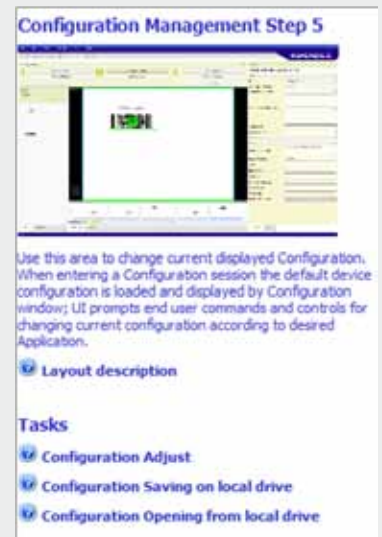 Configuration Management Step 5
Use this area to change current displayed Configuration.
When entering a Configuration session the default device
configuration is loaded and displayed by Configuration
window; UI prompts end user commands and controls for
changing current configuration according to desired
Application.
Layout description
Tasks
Configuration Adjust
Configuration Saving on local drive
Configuration Opening from local drive